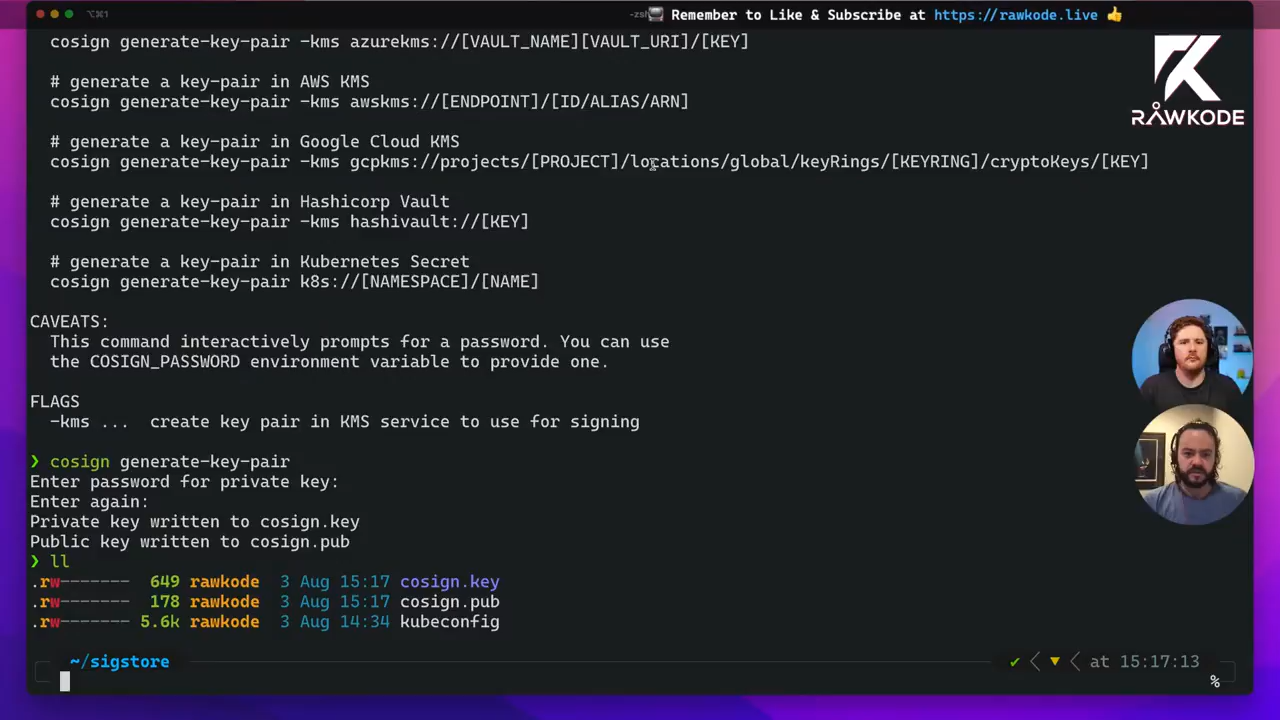 ⌥⌘1
-zsh
Remember to Like & Subscribe at https://rawkode.live 👍
cosign generate-key-pair -kms azurekms://[VAULT_NAME][VAULT_URI]/[KEY]
# generate a key-pair in AWS KMS
cosign generate-key-pair -kms awskms://[ENDPOINT]/[ID/ALIAS/ARN]
# generate a key-pair in Google Cloud KMS
cosign generate-key-pair -kms gcpkms://projects/[PROJECT]/locations/global/keyRings/[KEYRING]/cryptoKeys/[KEY]
# generate a key-pair in Hashicorp Vault
cosign generate-key-pair -kms hashivault://[KEY]
# generate a key-pair in Kubernetes Secret
cosign generate-key-pair k8s://[NAMESPACE]/[NAME]
CAVEATS:
This command interactively prompts for a password. You can use
the COSIGN_PASSWORD environment variable to provide one.
FLAGS
-kms ... create key pair in KMS service to use for signing
❯ cosign generate-key-pair
Enter password for private key:
Enter again:
Private key written to cosign.key
Public key written to cosign.pub
❯ ll
.rw------- 649 rawkode 3 Aug 15:17 cosign.key
.rw------- 178 rawkode 3 Aug 15:17 cosign.pub
.rw------- 5.6k rawkode 3 Aug 14:34 kubeconfig
~/sigstore ✔ ▼ at 15:17:13
%
RAWKODE